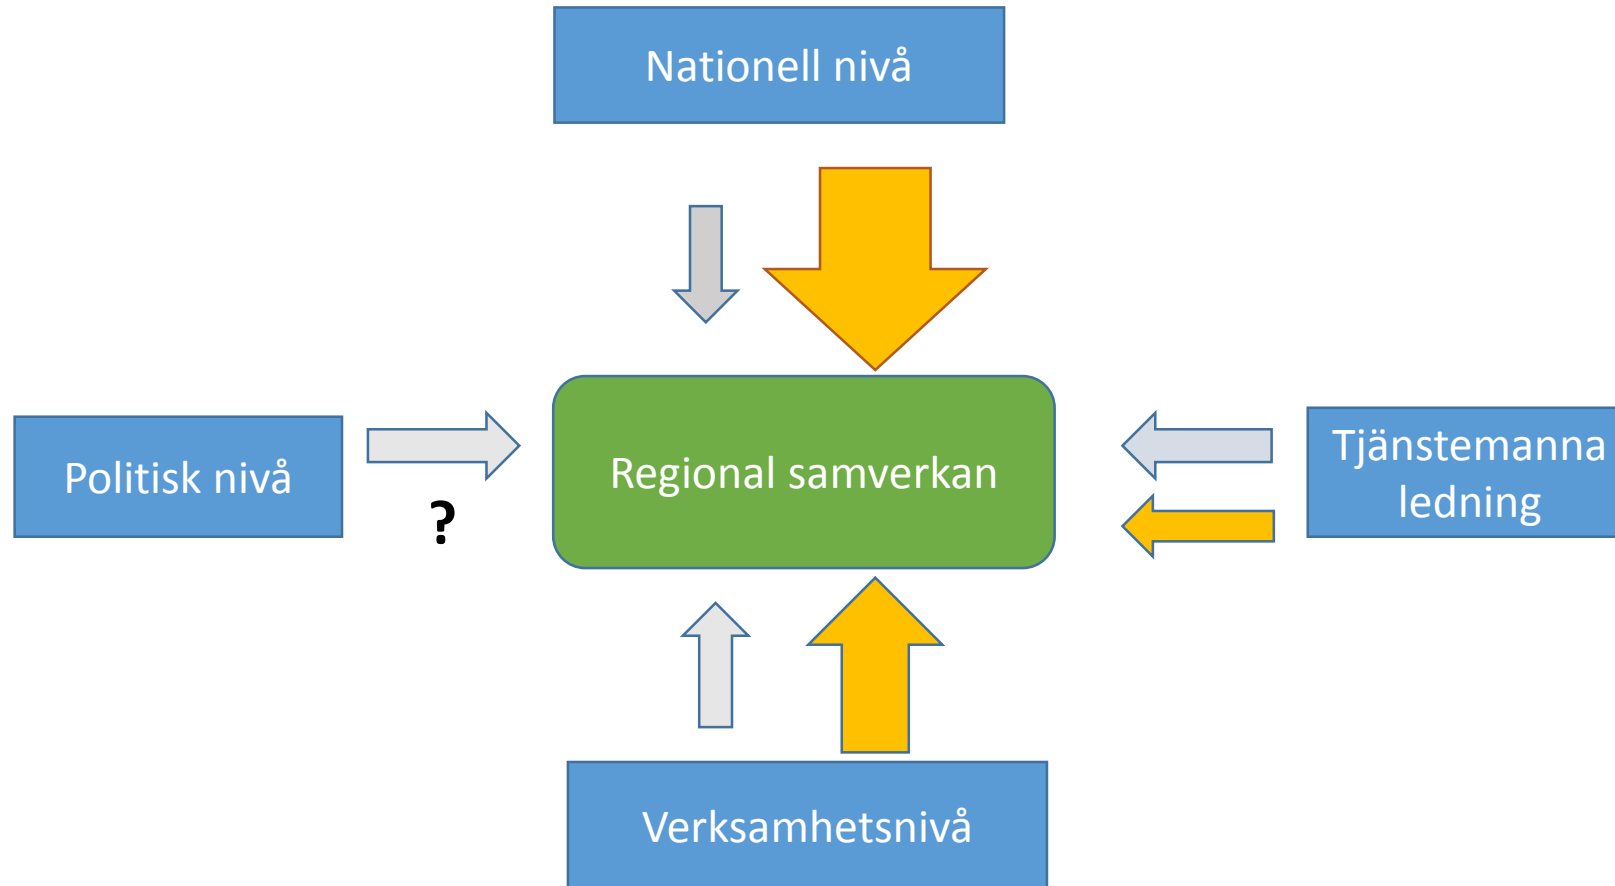 Nationell nivå
Politisk nivå
?
Regional samverkan
Tjänstemanna
ledning
Verksamhetsnivå